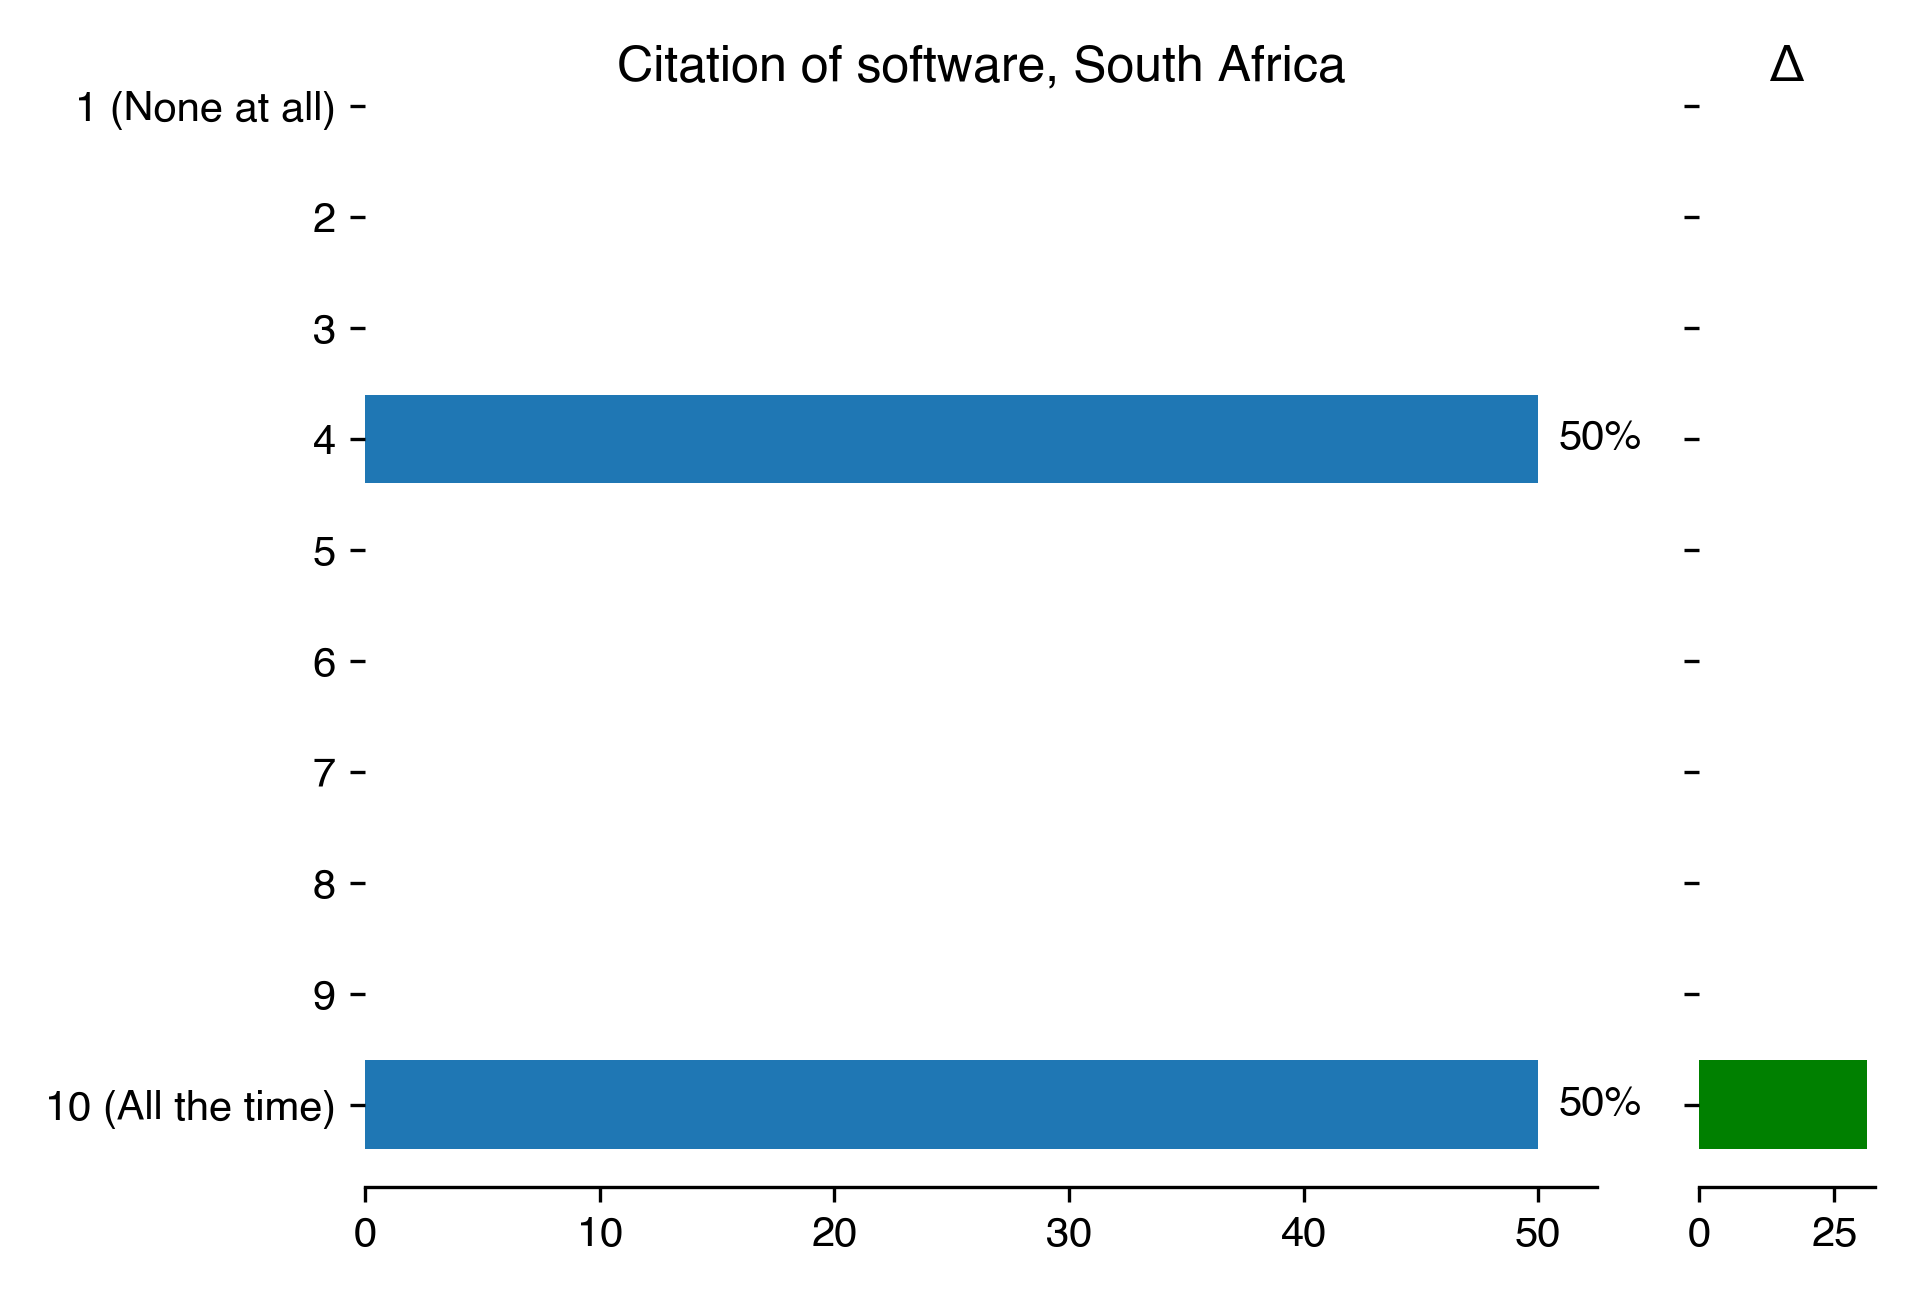 Citation of software, South Africa
Δ
1 (None at all)
2
3
4
50%
5
6
7
8
9
10 (All the time)
50%
0 10 20 30 40 50
0 25